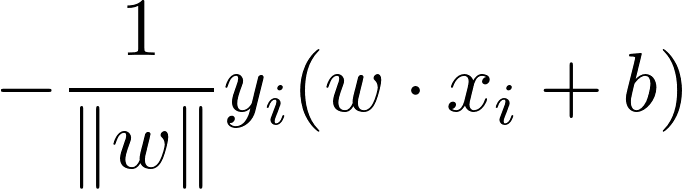 $-\frac{1}{\|w\|} y_i (w \cdot x_i + b)$